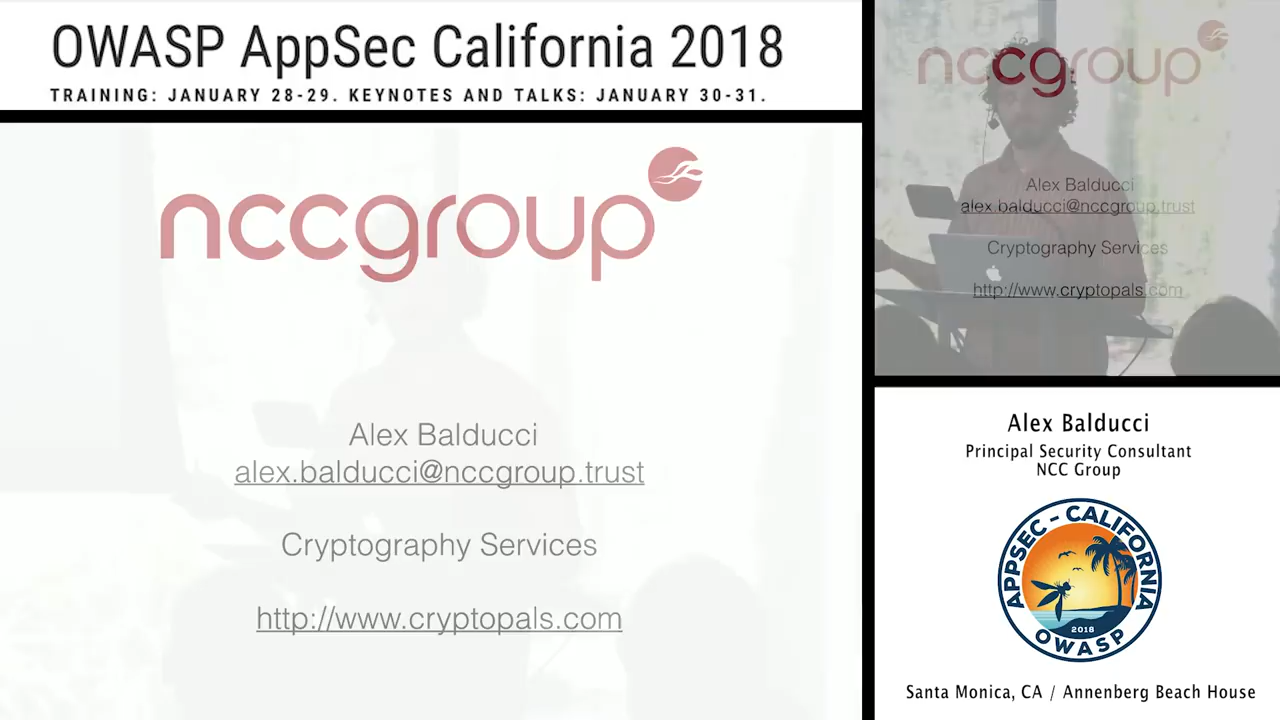 OWASP AppSec California 2018
TRAINING: JANUARY 28-29. KEYNOTES AND TALKS: JANUARY 30-31.
nccgroup
Alex Balducci
alex.balducci@nccgroup.trust
Cryptography Services
http://www.cryptopals.com
nccgroup
Alex Balducci
alex.balducci@nccgroup.trust
Cryptography Services
http://www.cryptopals.com
Alex Balducci
Principal Security Consultant
NCC Group
APPSEC - CALIFORNIA
2018
OWASP
Santa Monica, CA / Annenberg Beach House